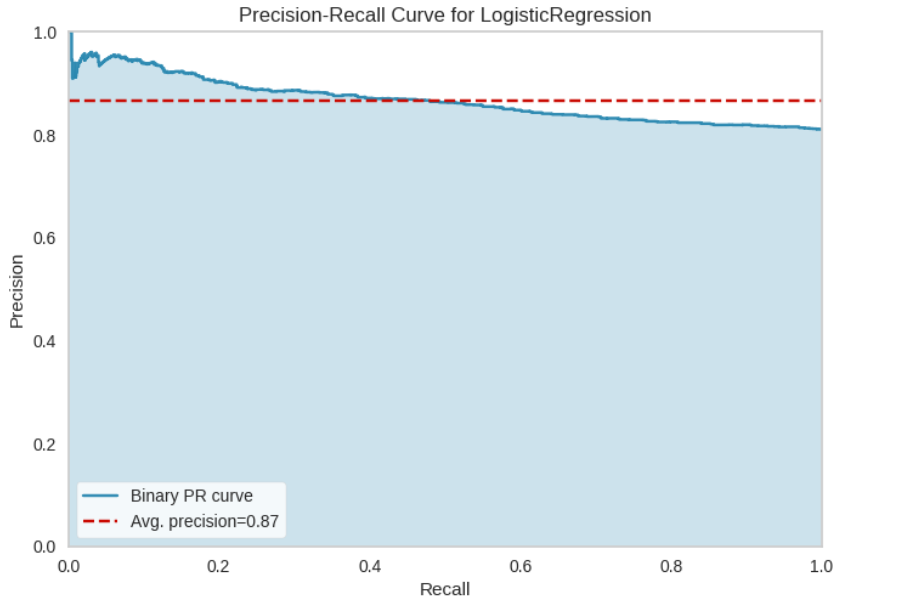 Precision-Recall Curve for LogisticRegression
1.0
0.8
0.6
0.4
0.2
0.0
Precision
Binary PR curve
Avg. precision=0.87
0.0 0.2 0.4 0.6 0.8 1.0
Recall